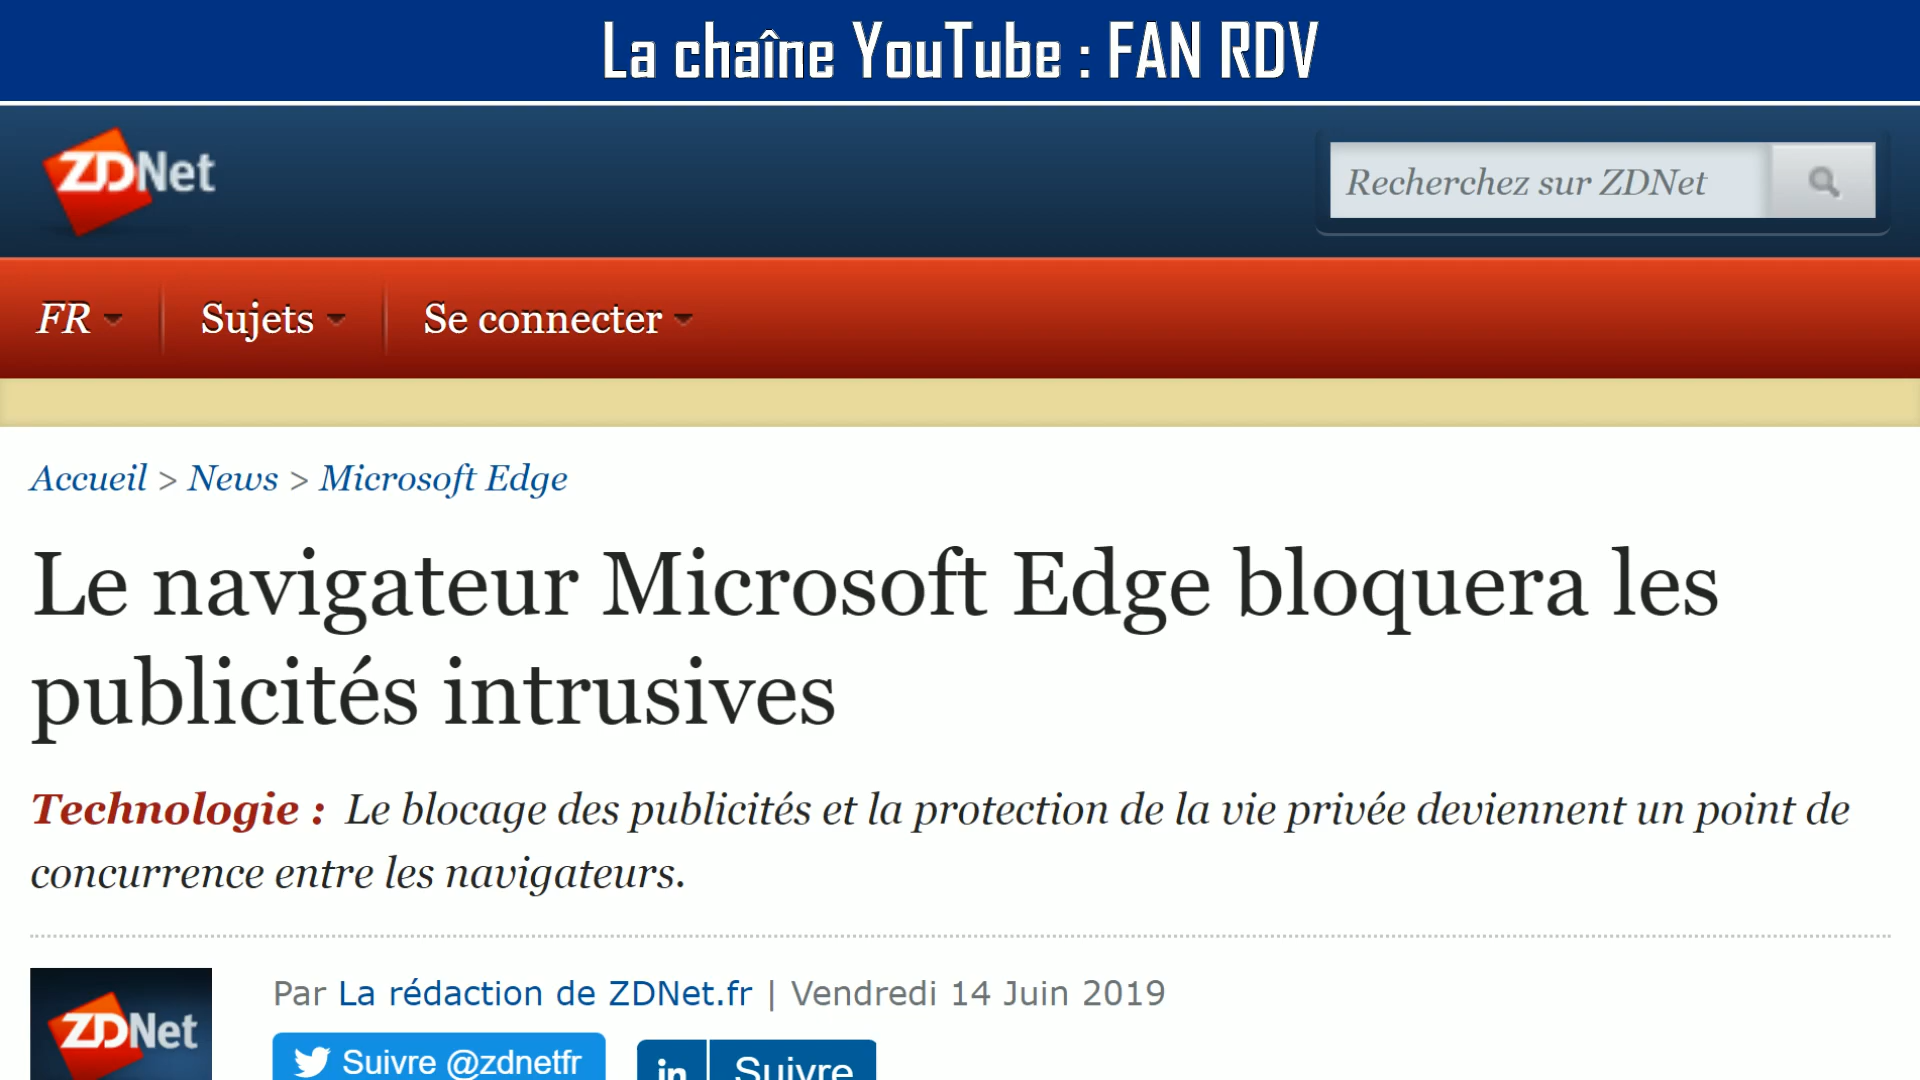 La chaîne YouTube : FAN RDV
ZDNet
Recherchez sur ZDNet
FR
Sujets
Se connecter
Accueil > News > Microsoft Edge
Le navigateur Microsoft Edge bloquera les
publicités intrusives
Technologie : Le blocage des publicités et la protection de la vie privée deviennent un point de
concurrence entre les navigateurs.
ZDNet
Par La rédaction de ZDNet.fr | Vendredi 14 Juin 2019
Suivre @zdnetfr
in Suivre